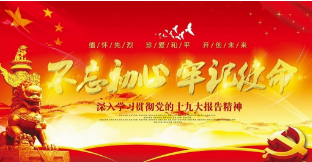 缅怀先烈 珍爱和平 开创未来
不忘初心 牢记使命
深入学习贯彻党的十九大报告精神